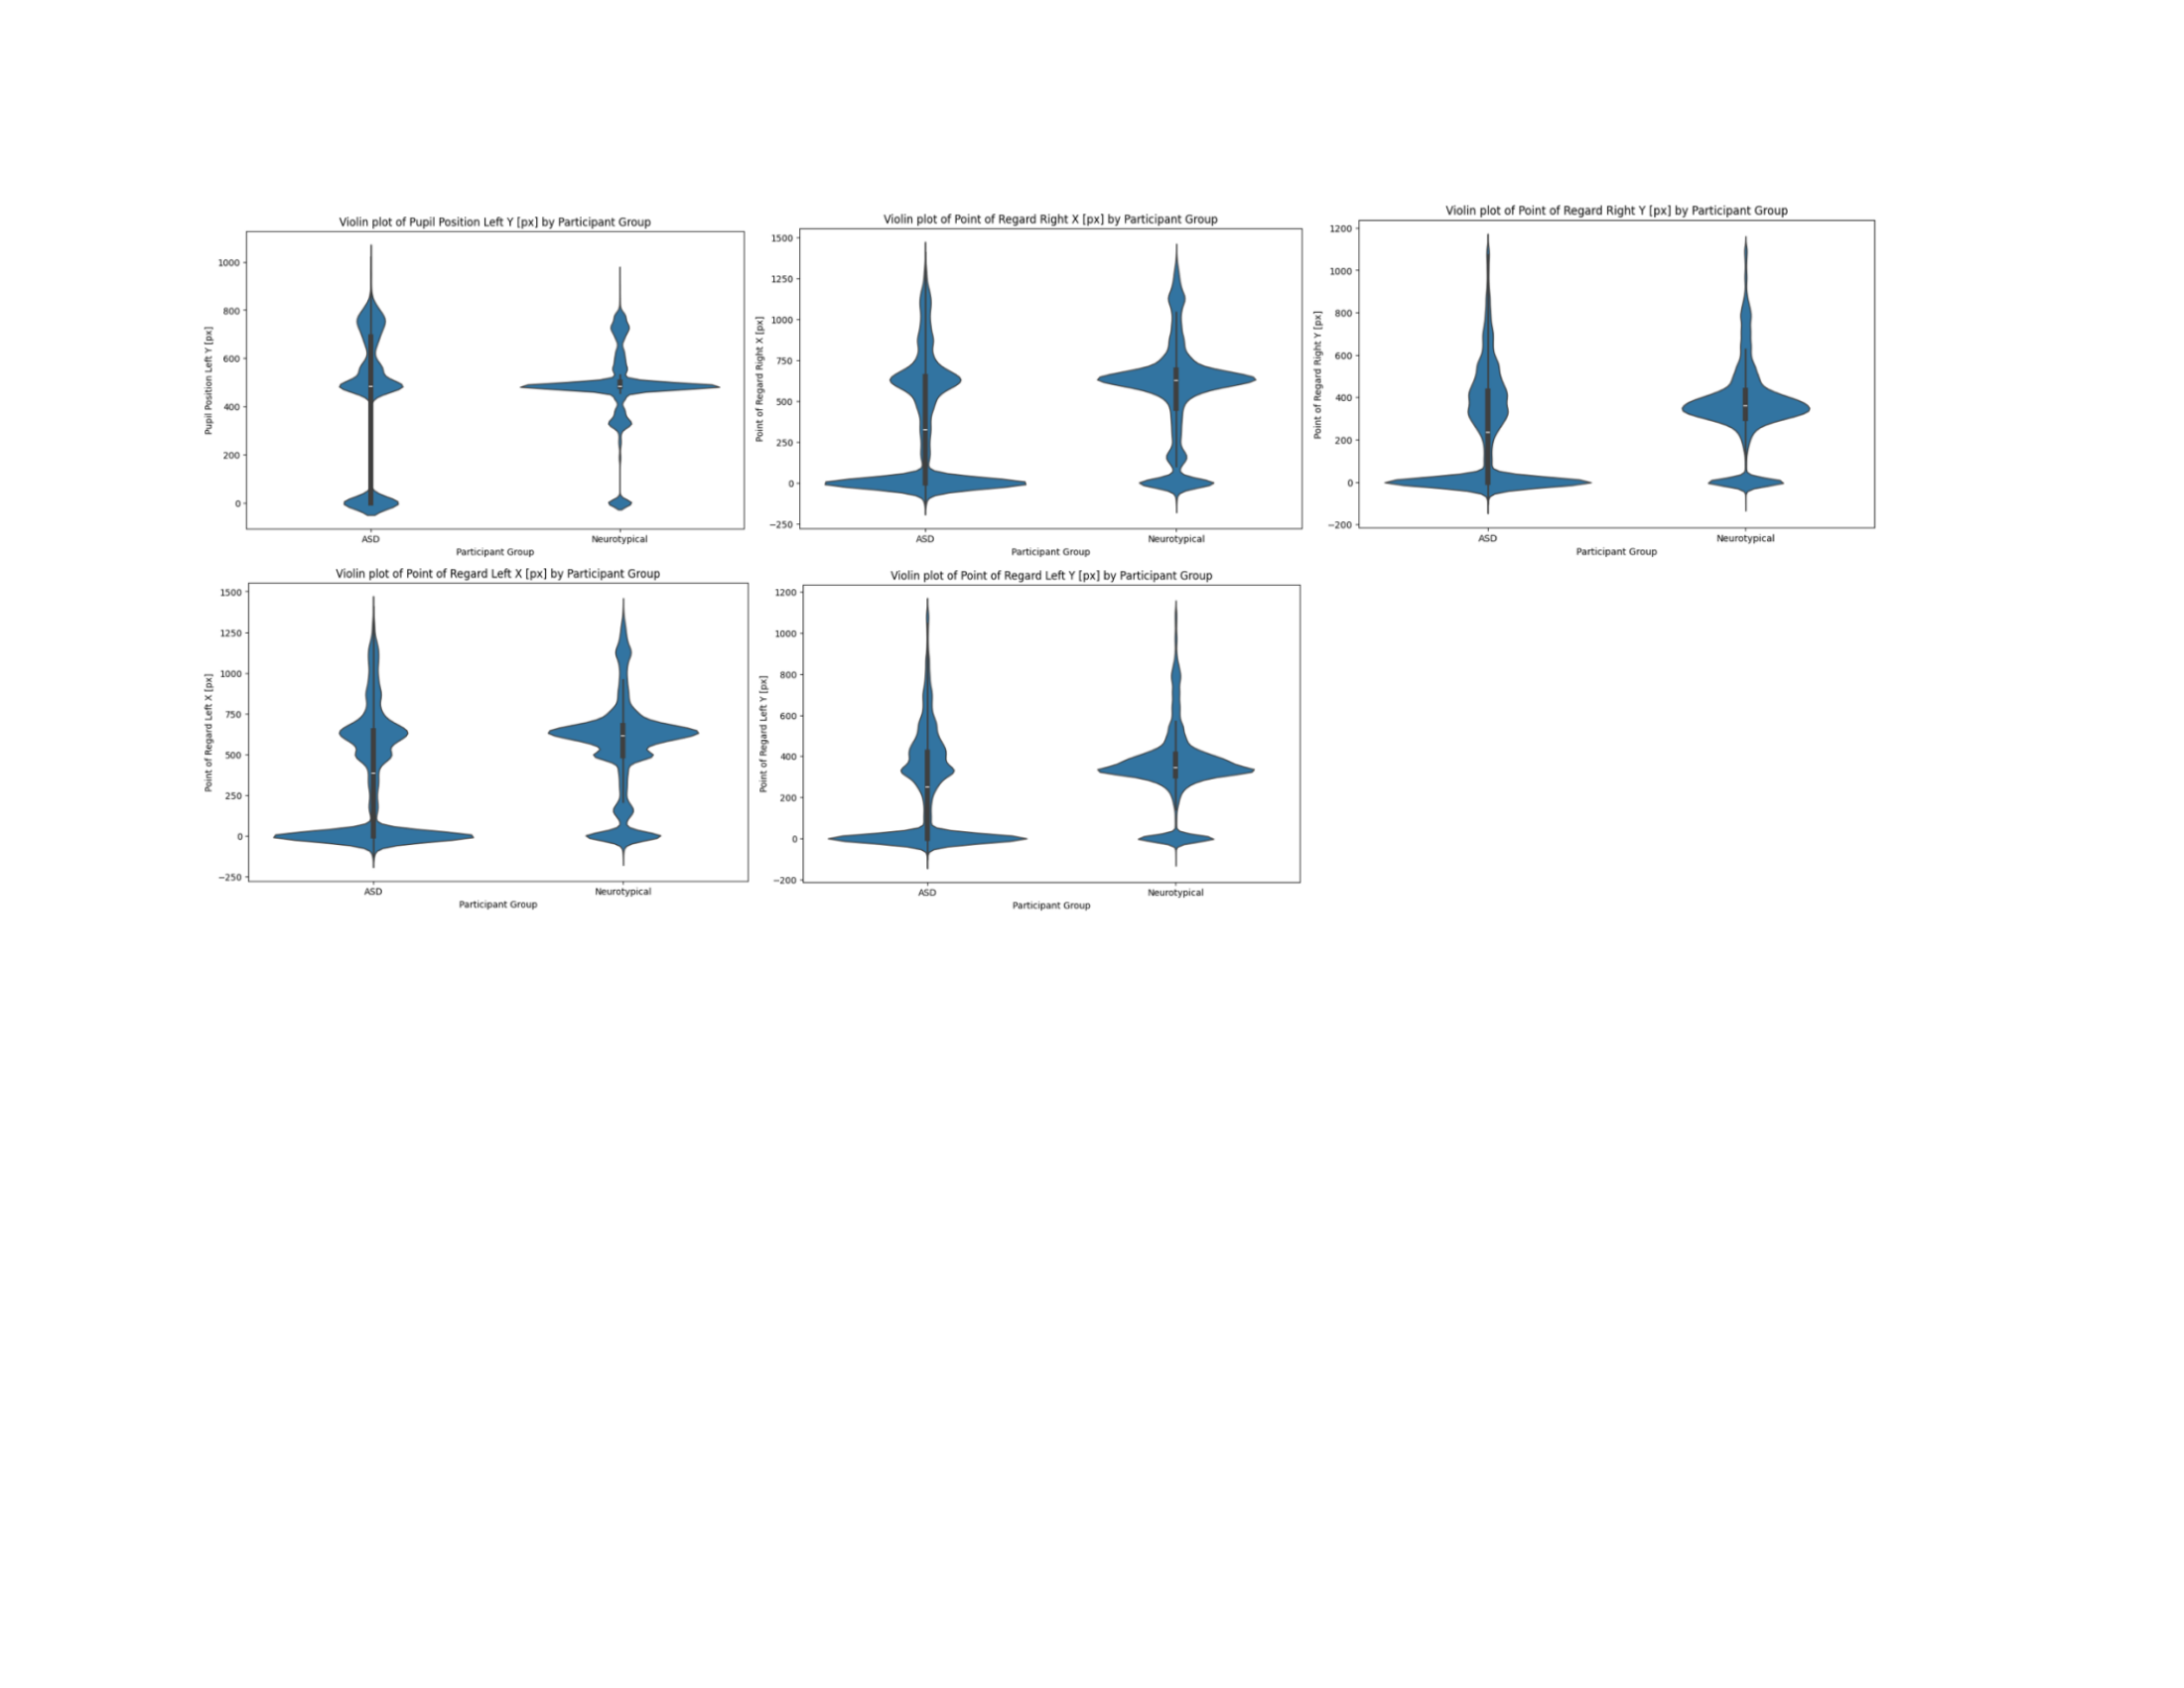 Violin plot of Pupil Position Left Y [px] by Participant Group
Pupil Position Left Y [px]
1000
800
600
400
200
0
ASD
Neurotypical
Participant Group
Violin plot of Point of Regard Right X [px] by Participant Group
Point of Regard Right X [px]
1500
1250
1000
750
500
250
0
−250
ASD
Neurotypical
Participant Group
Violin plot of Point of Regard Right Y [px] by Participant Group
Point of Regard Right Y [px]
1200
1000
800
600
400
200
0
−200
ASD
Neurotypical
Participant Group
Violin plot of Point of Regard Left X [px] by Participant Group
Point of Regard Left X [px]
1500
1250
1000
750
500
250
0
−250
ASD
Neurotypical
Participant Group
Violin plot of Point of Regard Left Y [px] by Participant Group
Point of Regard Left Y [px]
1200
1000
800
600
400
200
0
−200
ASD
Neurotypical
Participant Group